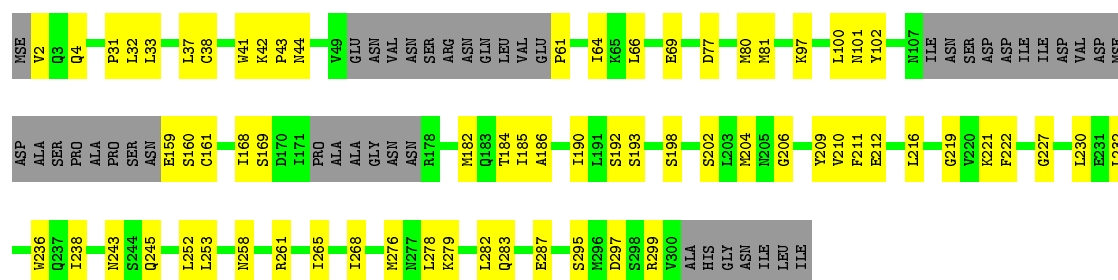 MSE V2 Q3 Q4 P31 L32 L33 L37 C38 W41 K42 P43 N44 V49 GLU ASN VAL ASN SER ARG ASN GLN LEU VAL GLU P61 I64 K65 L66 E69 D77 M80 M81 K97 L100 N101 Y102 N107 ILE ASN SER ASP ASP ILE ILE ASP VAL ASP MSE
ASP ALA SER PRO ALA PRO SER ASN E159 S160 C161 I168 S169 D170 I171 PRO ALA ALA GLY ASN ASN R178 M182 Q183 T184 I185 A186 I190 L191 S192 S193 S198 S202 L203 M204 N205 G206 Y209 V210 F211 E212 L216 G219 V220 K221 F222 G227 L230 E231 L232
W236 Q237 I238 N243 S244 Q245 L252 L253 N258 R261 I265 I268 M276 N277 L278 K279 L282 Q283 E287 S295 M296 D297 S298 R299 V300 ALA HIS GLY ASN ILE LEU ILE